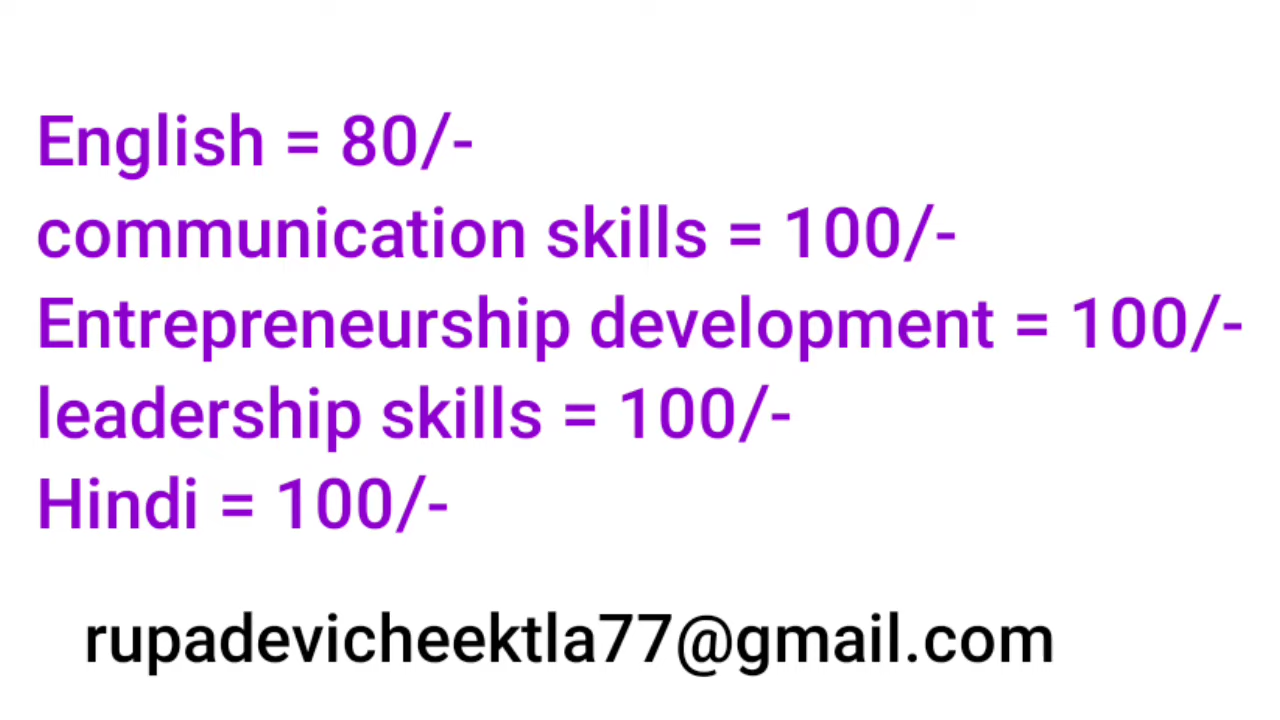 English = 80/-
communication skills = 100/-
Entrepreneurship development = 100/-
leadership skills = 100/-
Hindi = 100/-
rupadevicheektla77@gmail.com